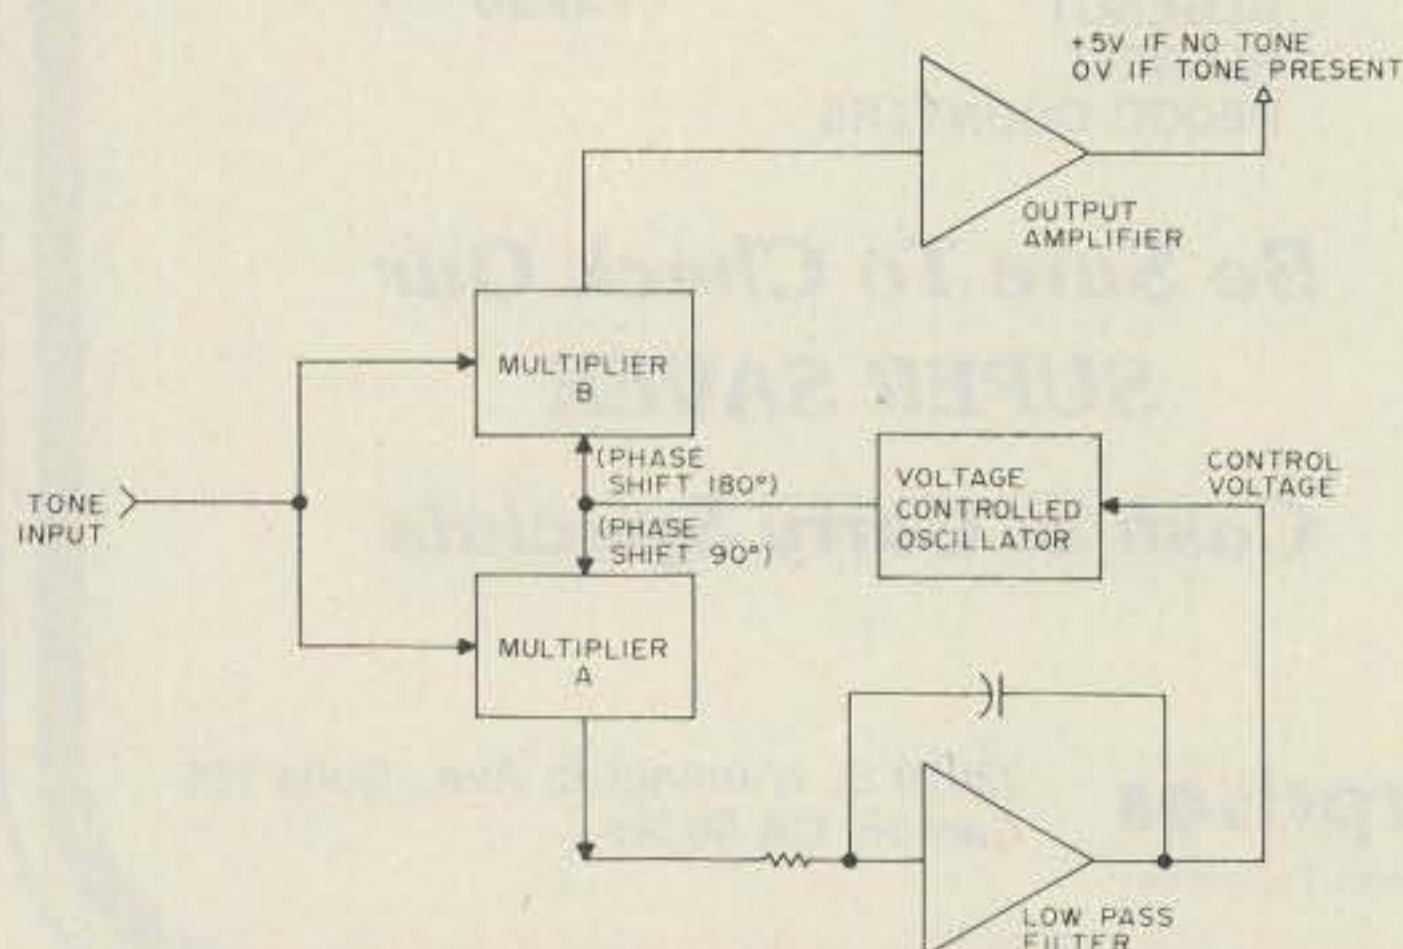 +5V IF NO TONE
0V IF TONE PRESENT
OUTPUT
AMPLIFIER
MULTIPLIER
B
(PHASE
SHIFT 180°)
VOLTAGE
CONTROLLED
OSCILLATOR
CONTROL
VOLTAGE
TONE
INPUT
(PHASE
SHIFT 90°)
MULTIPLIER
A
LOW PASS
FILTER